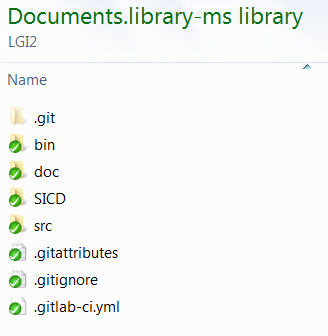 Documents.library-ms library
LGI2
Name
.git
bin
doc
SICD
src
.gitattributes
.gitignore
.gitlab-ci.yml